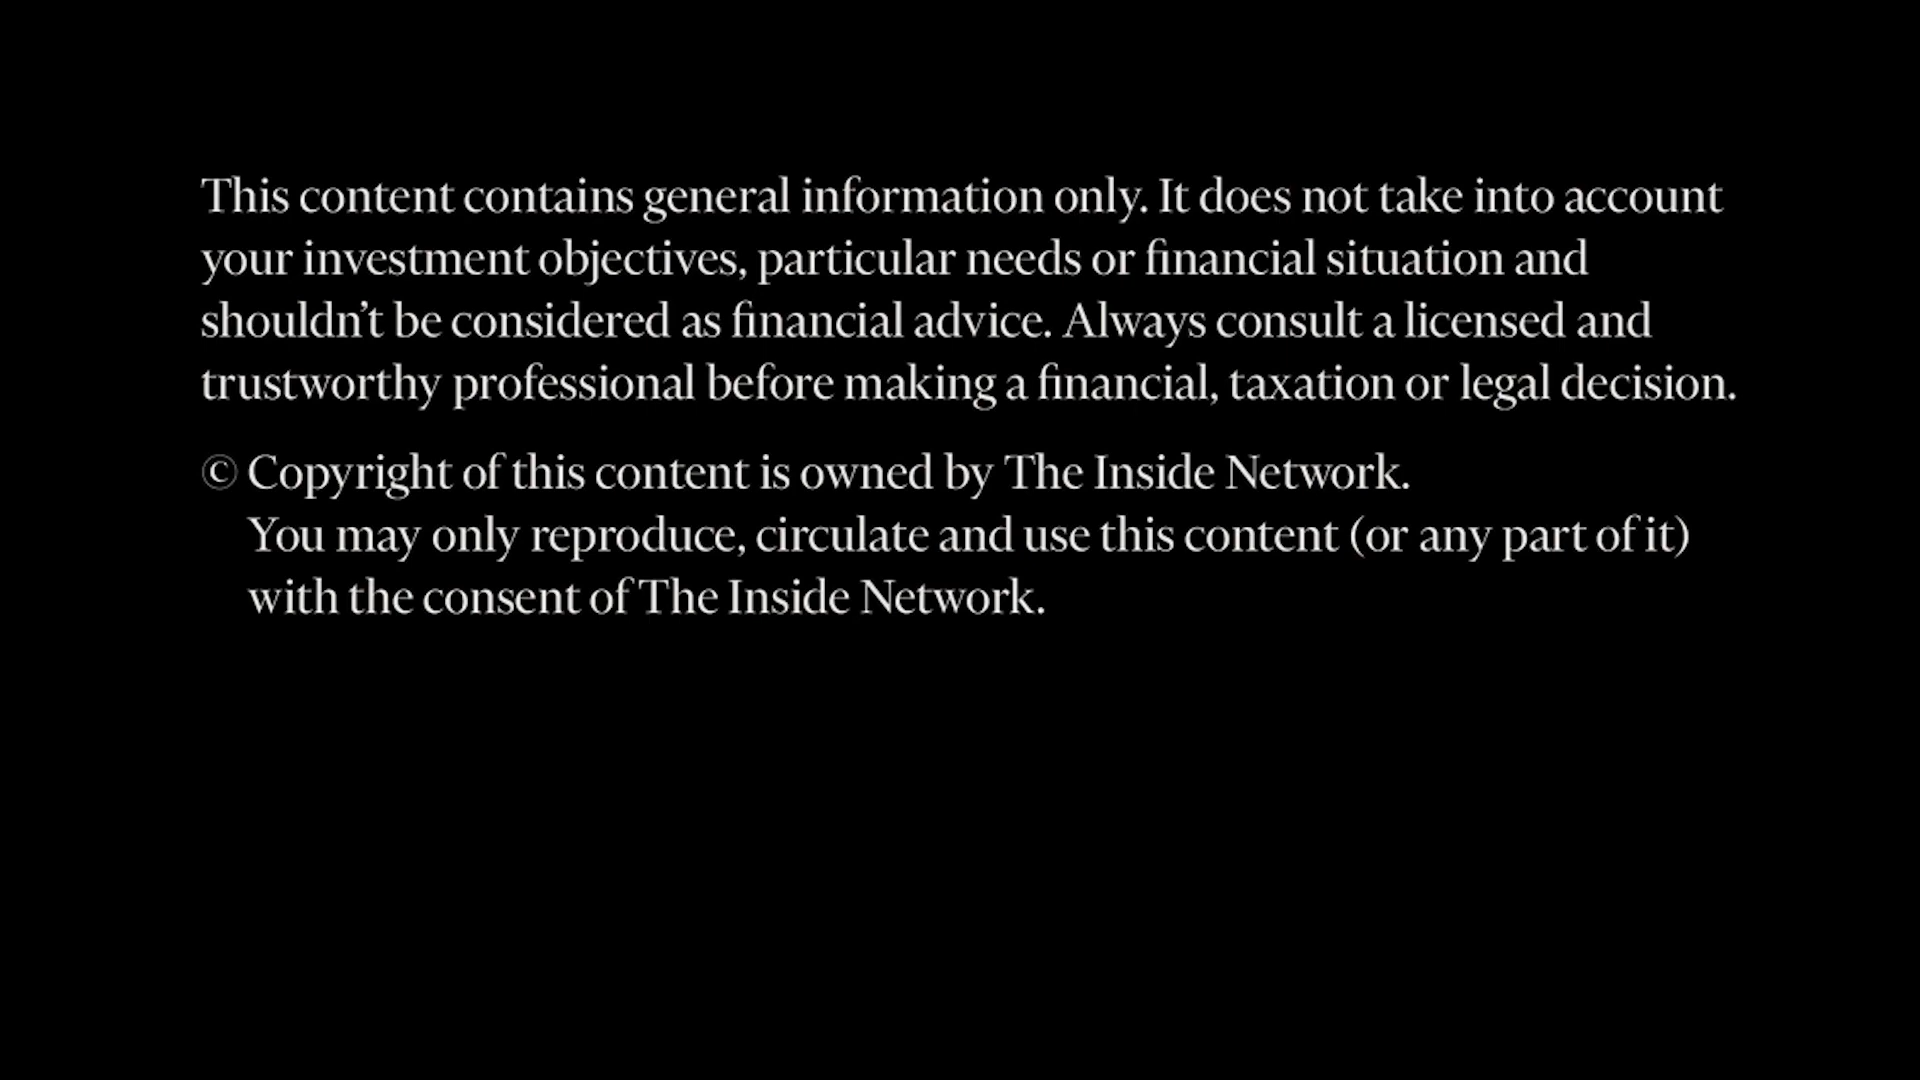 This content contains general information only. It does not take into account
your investment objectives, particular needs or financial situation and
shouldn’t be considered as financial advice. Always consult a licensed and
trustworthy professional before making a financial, taxation or legal decision.
© Copyright of this content is owned by The Inside Network.
You may only reproduce, circulate and use this content (or any part of it)
with the consent of The Inside Network.